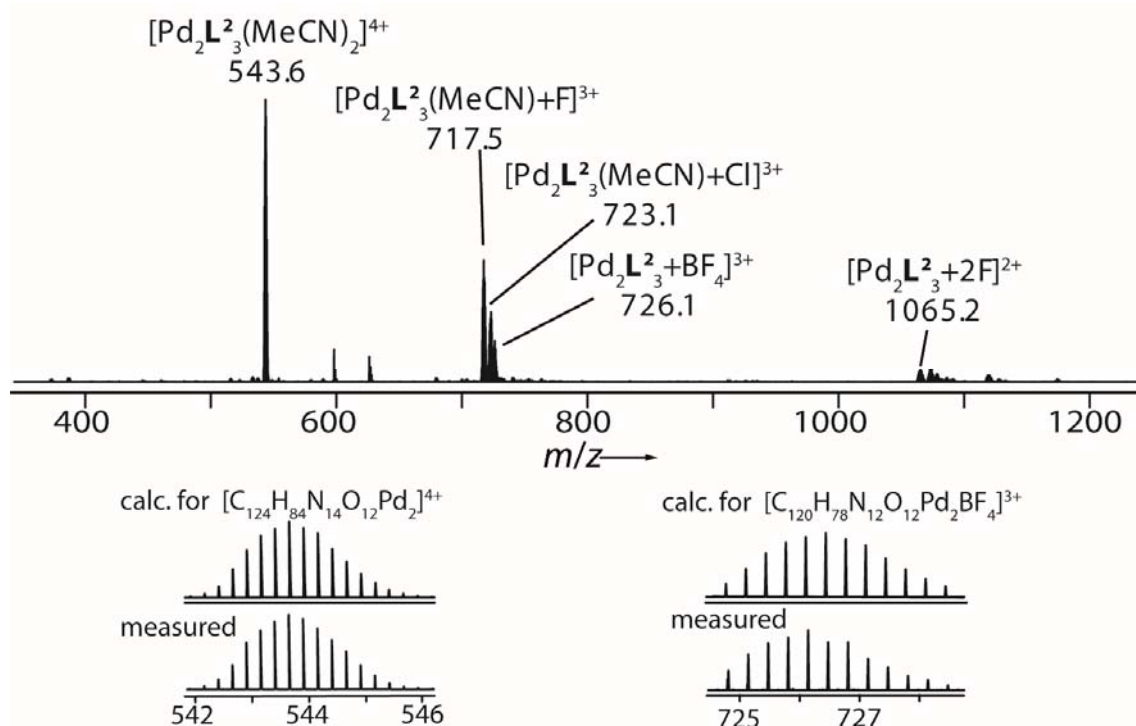 [Pd₂L²₃(MeCN)₂]⁴⁺
543.6
[Pd₂L²₃(MeCN)+F]³⁺
717.5
[Pd₂L²₃(MeCN)+Cl]³⁺
723.1
[Pd₂L²₃+BF₄]³⁺
726.1
[Pd₂L²₃+2F]²⁺
1065.2
400 600 800 1000 1200
m/z
calc. for [C₁₂₄H₈₄N₁₄O₁₂Pd₂]⁴⁺
calc. for [C₁₂₀H₇₈N₁₂O₁₂Pd₂BF₄]³⁺
measured
measured
542 544 546
725 727